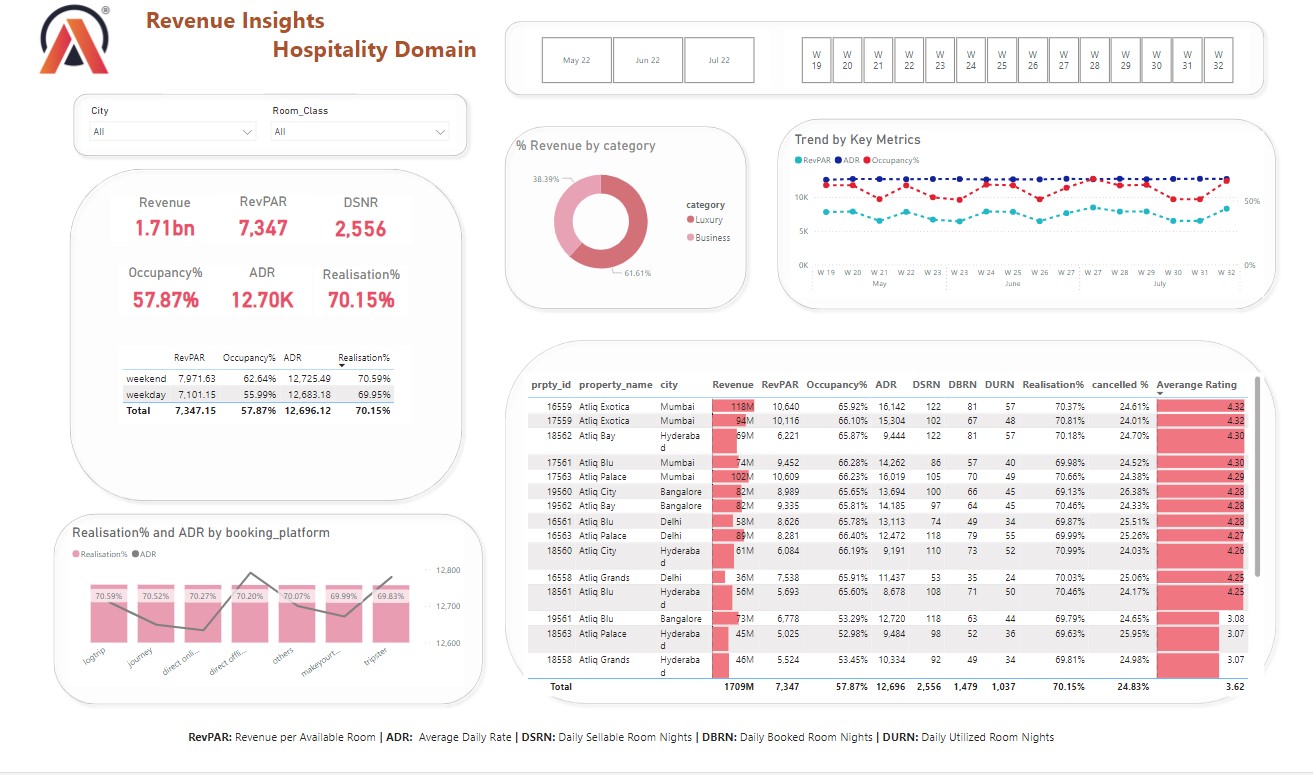 Revenue Insights
Hospitality Domain
May 22 Jun 22 Jul 22
W 19 W 20 W 21 W 22 W 23 W 24 W 25 W 26 W 27 W 28 W 29 W 30 W 31 W 32
City Room_Class
All All
Revenue RevPAR DSNR
1.71bn 7,347 2,556
Occupancy% ADR Realisation%
57.87% 12.70K 70.15%
RevPAR Occupancy% ADR Realisation%
weekend 7,971.63 62.64% 12,725.49 70.59%
weekday 7,101.15 55.99% 12,683.18 69.95%
Total 7,347.15 57.87% 12,696.12 70.15%
% Revenue by category
38.39%
61.61%
category
Luxury
Business
Trend by Key Metrics
RevPAR ADR Occupancy%
10K
5K
0K
50%
0%
W 19 W 20 W 21 W 22 W 23 W 23 W 24 W 25 W 26 W 27 W 27 W 28 W 29 W 30 W 31 W 32
May June July
Realisation% and ADR by booking_platform
Realisation% ADR
70.59% 70.52% 70.27% 70.20% 70.07% 69.99% 69.83%
12,800
12,700
12,600
logtrip journey direct onli... direct offli... others makeyourt... tripster
prpty_id property_name city Revenue RevPAR Occupancy% ADR DSRN DBRN DURN Realisation% cancelled % Avernage Rating
16559 Atliq Exotica Mumbai 118M 10,640 65.92% 16,142 122 81 57 70.37% 24.61% 4.32
17559 Atliq Exotica Mumbai 94M 10,116 66.10% 15,304 102 67 48 70.81% 24.01% 4.32
18562 Atliq Bay Hyderaba 69M 6,221 65.87% 9,444 122 81 57 70.18% 24.70% 4.30
d
17561 Atliq Blu Mumbai 74M 9,452 66.28% 14,262 86 57 40 69.98% 24.52% 4.30
17563 Atliq Palace Mumbai 102M 10,609 66.23% 16,019 105 70 49 70.66% 24.38% 4.29
19560 Atliq City Bangalore 82M 8,989 65.65% 13,694 100 66 45 69.13% 26.38% 4.28
19562 Atliq Bay Bangalore 82M 9,335 65.81% 14,185 97 64 45 70.46% 24.33% 4.28
16561 Atliq Blu Delhi 58M 8,626 65.78% 13,113 74 49 34 69.87% 25.51% 4.28
16563 Atliq Palace Delhi 89M 8,281 66.40% 12,472 118 79 55 69.99% 25.26% 4.27
18560 Atliq City Hyderaba 61M 6,084 66.19% 9,191 110 73 52 70.99% 24.03% 4.26
d
16558 Atliq Grands Delhi 36M 7,538 65.91% 11,437 53 35 24 70.03% 25.06% 4.25
18561 Atliq Blu Hyderaba 56M 5,693 65.60% 8,678 108 71 50 70.46% 24.17% 4.25
d
19561 Atliq Blu Bangalore 73M 6,778 53.29% 12,720 118 63 44 69.79% 24.65% 3.08
18563 Atliq Palace Hyderaba 45M 5,025 52.98% 9,484 98 52 36 69.63% 25.95% 3.07
d
18558 Atliq Grands Hyderaba 46M 5,524 53.45% 10,334 92 49 34 69.81% 24.98% 3.07
d
Total 1709M 7,347 57.87% 12,696 2,556 1,479 1,037 70.15% 24.83% 3.62
RevPAR: Revenue per Available Room | ADR: Average Daily Rate | DSRN: Daily Sellable Room Nights | DBRN: Daily Booked Room Nights | DURN: Daily Utilized Room Nights